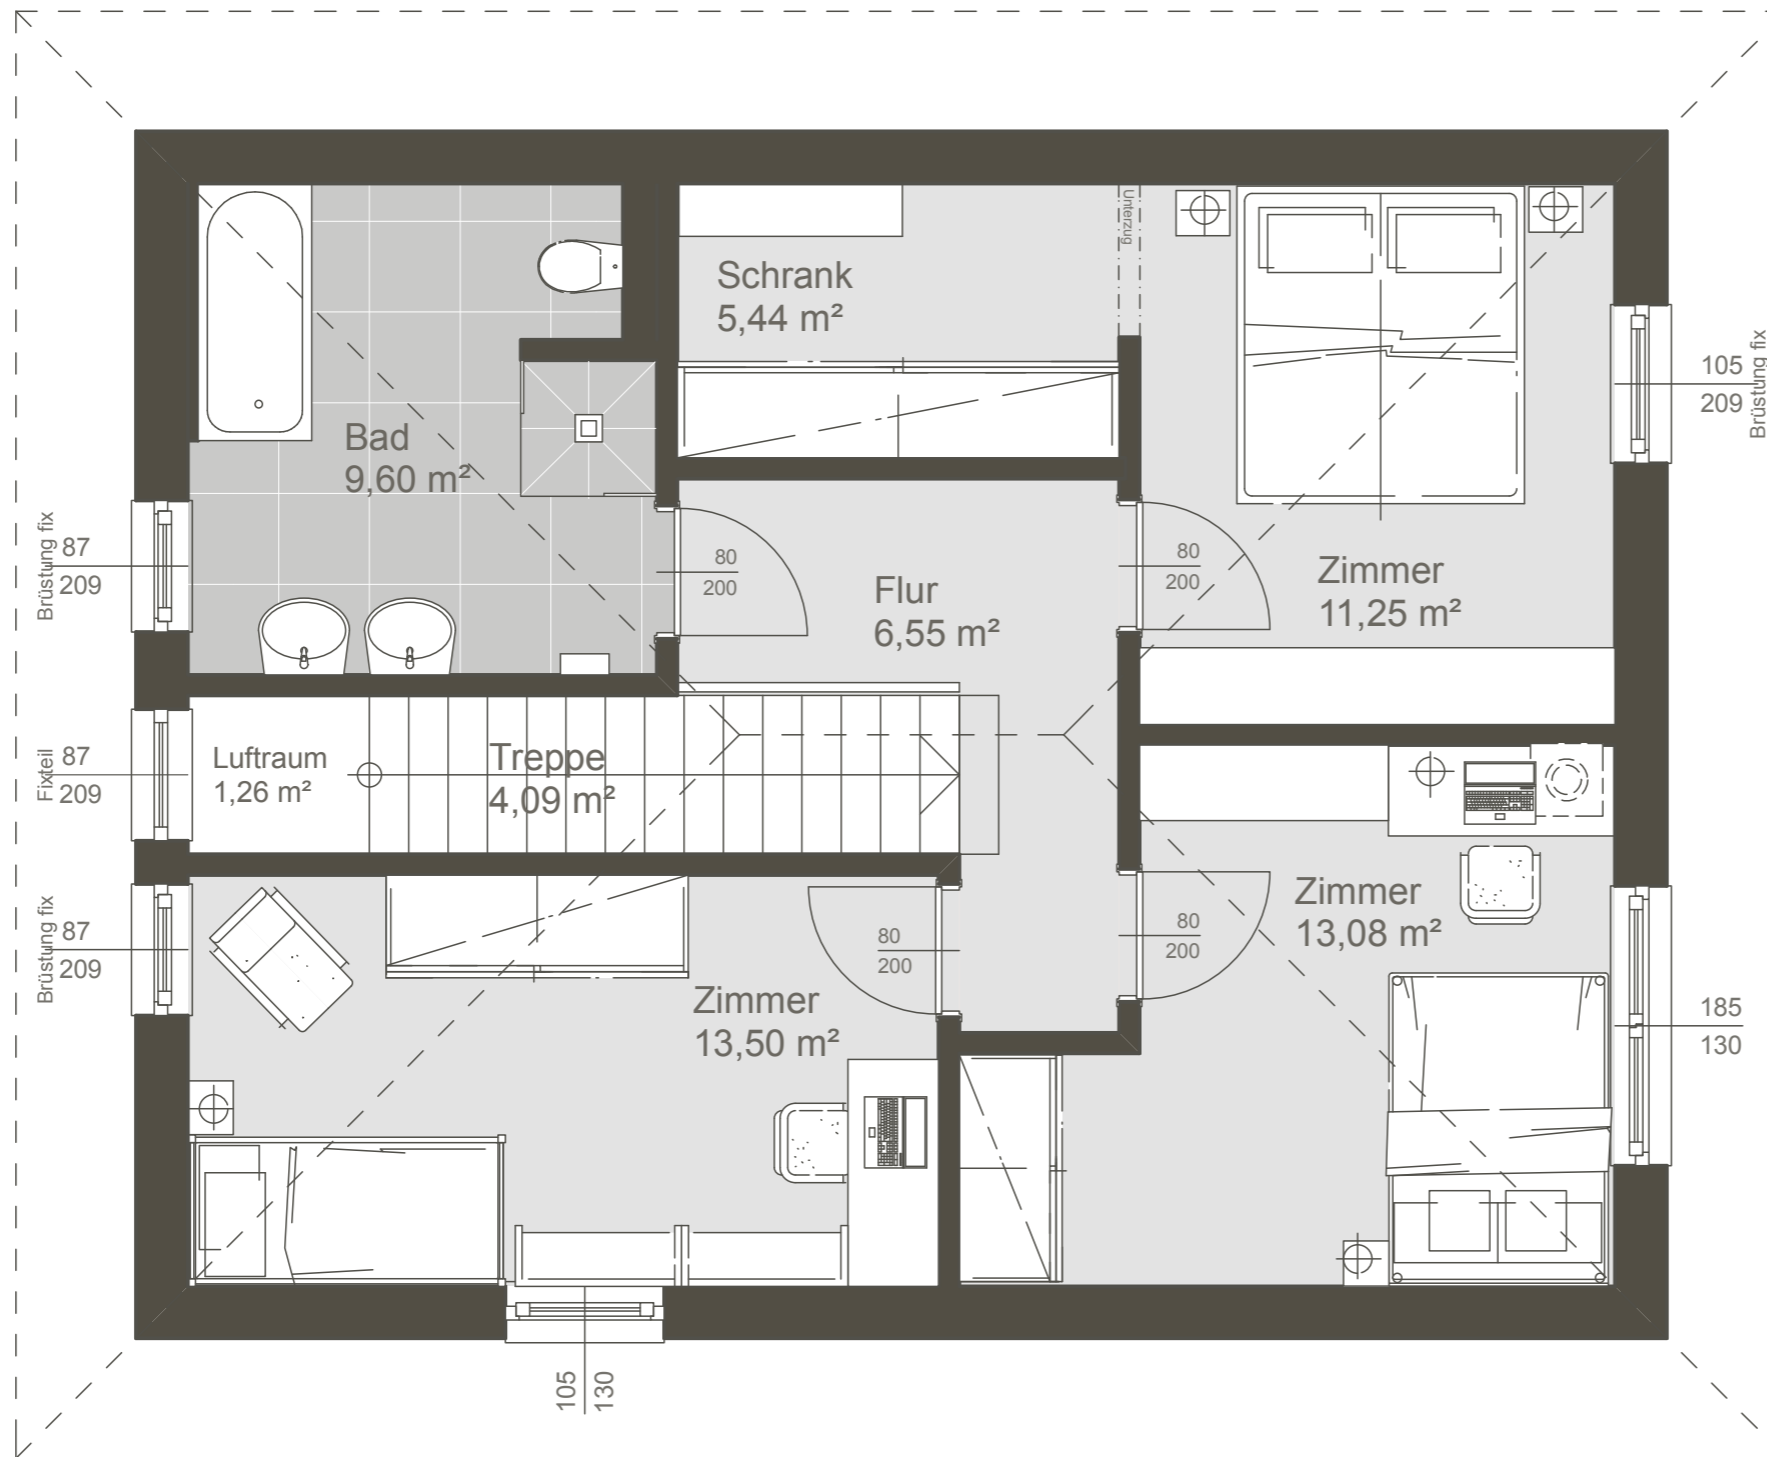 Unterzug
Schrank
5,44 m²
105
209
Brüstung fix
Bad
9,60 m²
Brüstung fix
87
209
80
200
80
200
Flur
6,55 m²
Zimmer
11,25 m²
Fixteil
87
209
Luftraum
1,26 m²
Treppe
4,09 m²
Brüstung fix
87
209
80
200
80
200
Zimmer
13,08 m²
Zimmer
13,50 m²
185
130
105
130